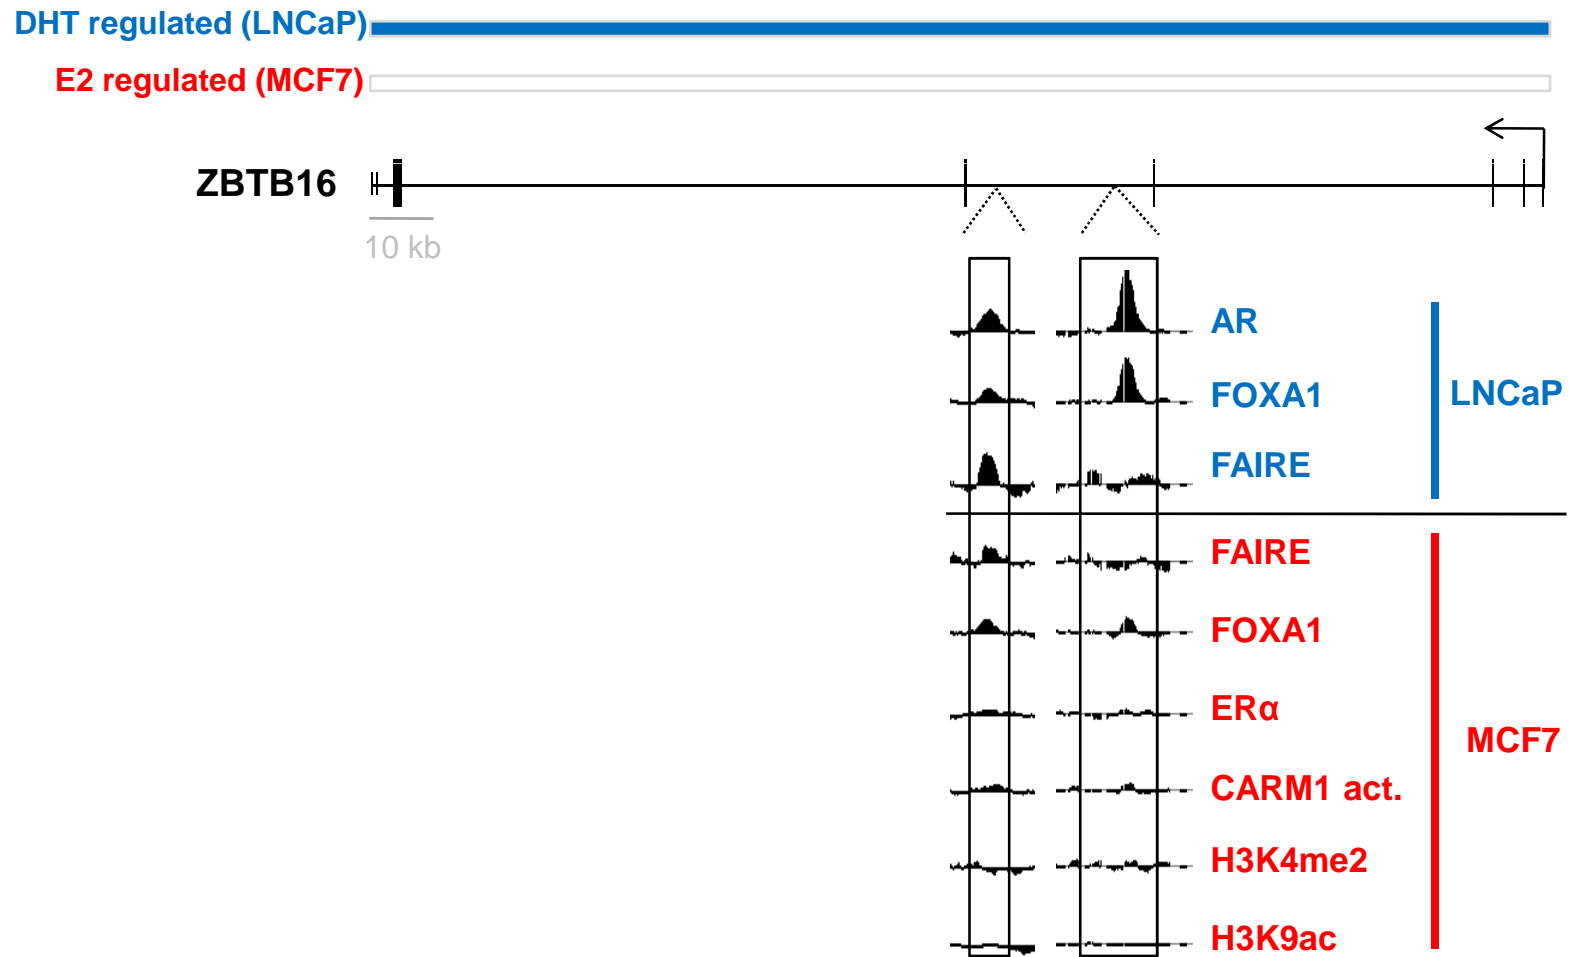 DHT regulated (LNCaP)
E2 regulated (MCF7)
ZBTB16
10 kb
AR
FOXA1
LNCaP
FAIRE
FAIRE
FOXA1
ERα
MCF7
CARM1 act.
H3K4me2
H3K9ac